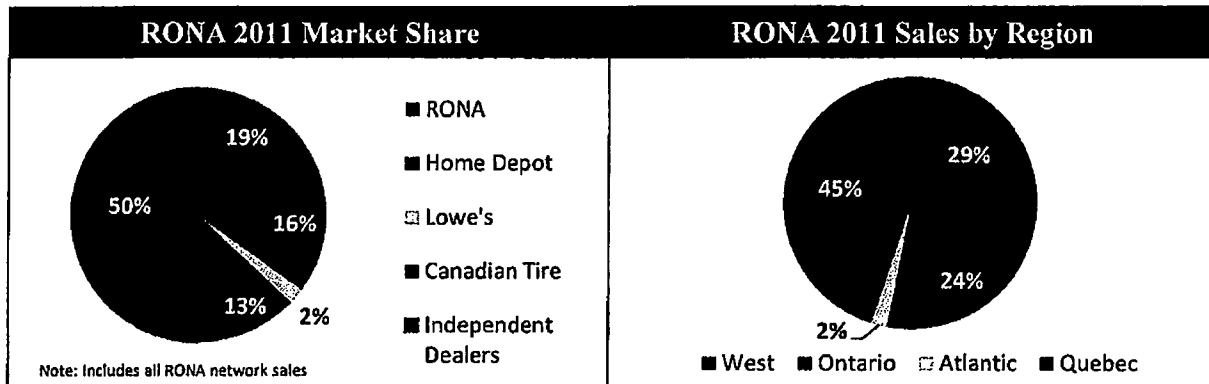 RONA 2011 Market Share
19%
50%
16%
13%
2%
RONA
Home Depot
Lowe's
Canadian Tire
Independent
Dealers
Note: Includes all RONA network sales
RONA 2011 Sales by Region
29%
45%
24%
2%
West Ontario Atlantic Quebec